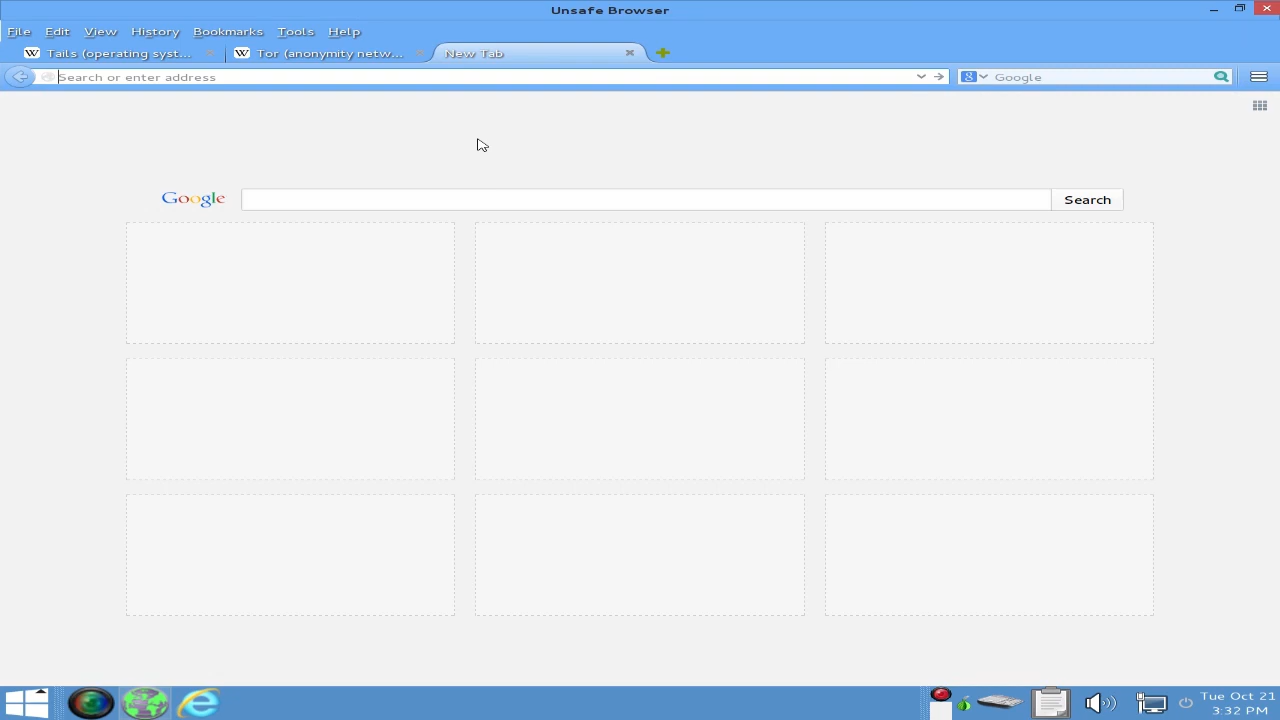 Unsafe Browser
File Edit View History Bookmarks Tools Help
W Tails (operating syst... W Tor (anonymity netw... New Tab
Search or enter address 8 Google
Google Search
Tue Oct 21
3:32 PM